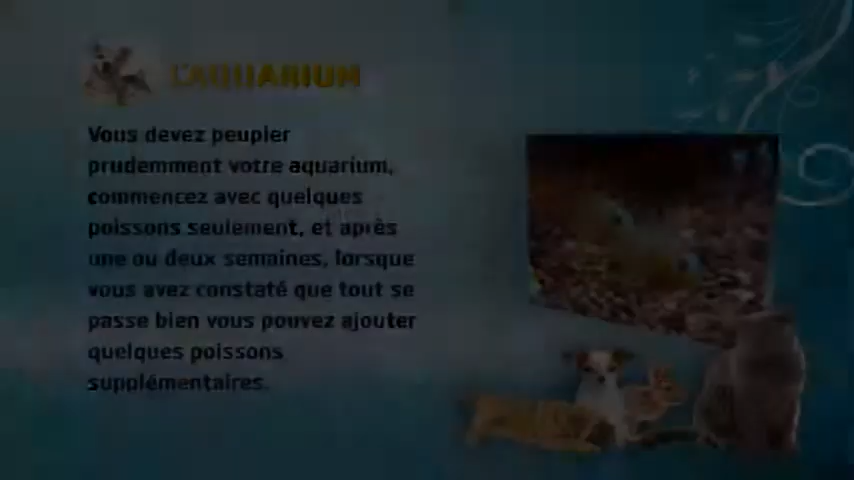 L'AQUARIUM
Vous devez peupler
prudemment votre aquarium,
commencez avec quelques
poissons seulement, et après
une ou deux semaines, lorsque
vous avez constaté que tout se
passe bien vous pouvez ajouter
quelques poissons
supplémentaires.